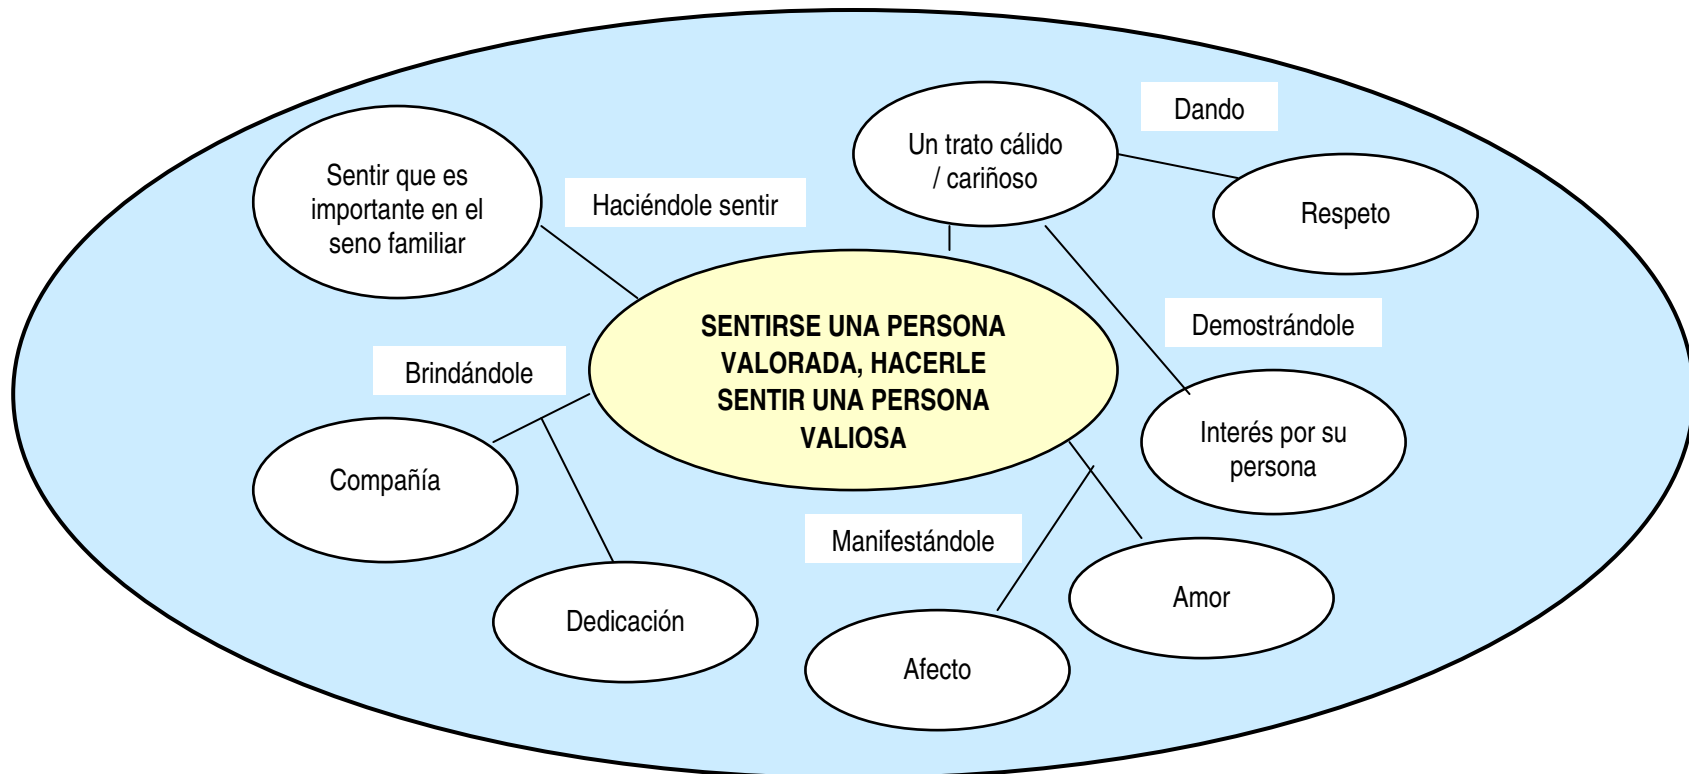 Sentir que es
importante en el
seno familiar
Haciéndole sentir
Un trato cálido
/ cariñoso
Dando
Respeto
SENTIRSE UNA PERSONA
VALORADA, HACERLE
SENTIR UNA PERSONA
VALIOSA
Demostrándole
Interés por su
persona
Brindándole
Compañía
Dedicación
Manifestándole
Amor
Afecto